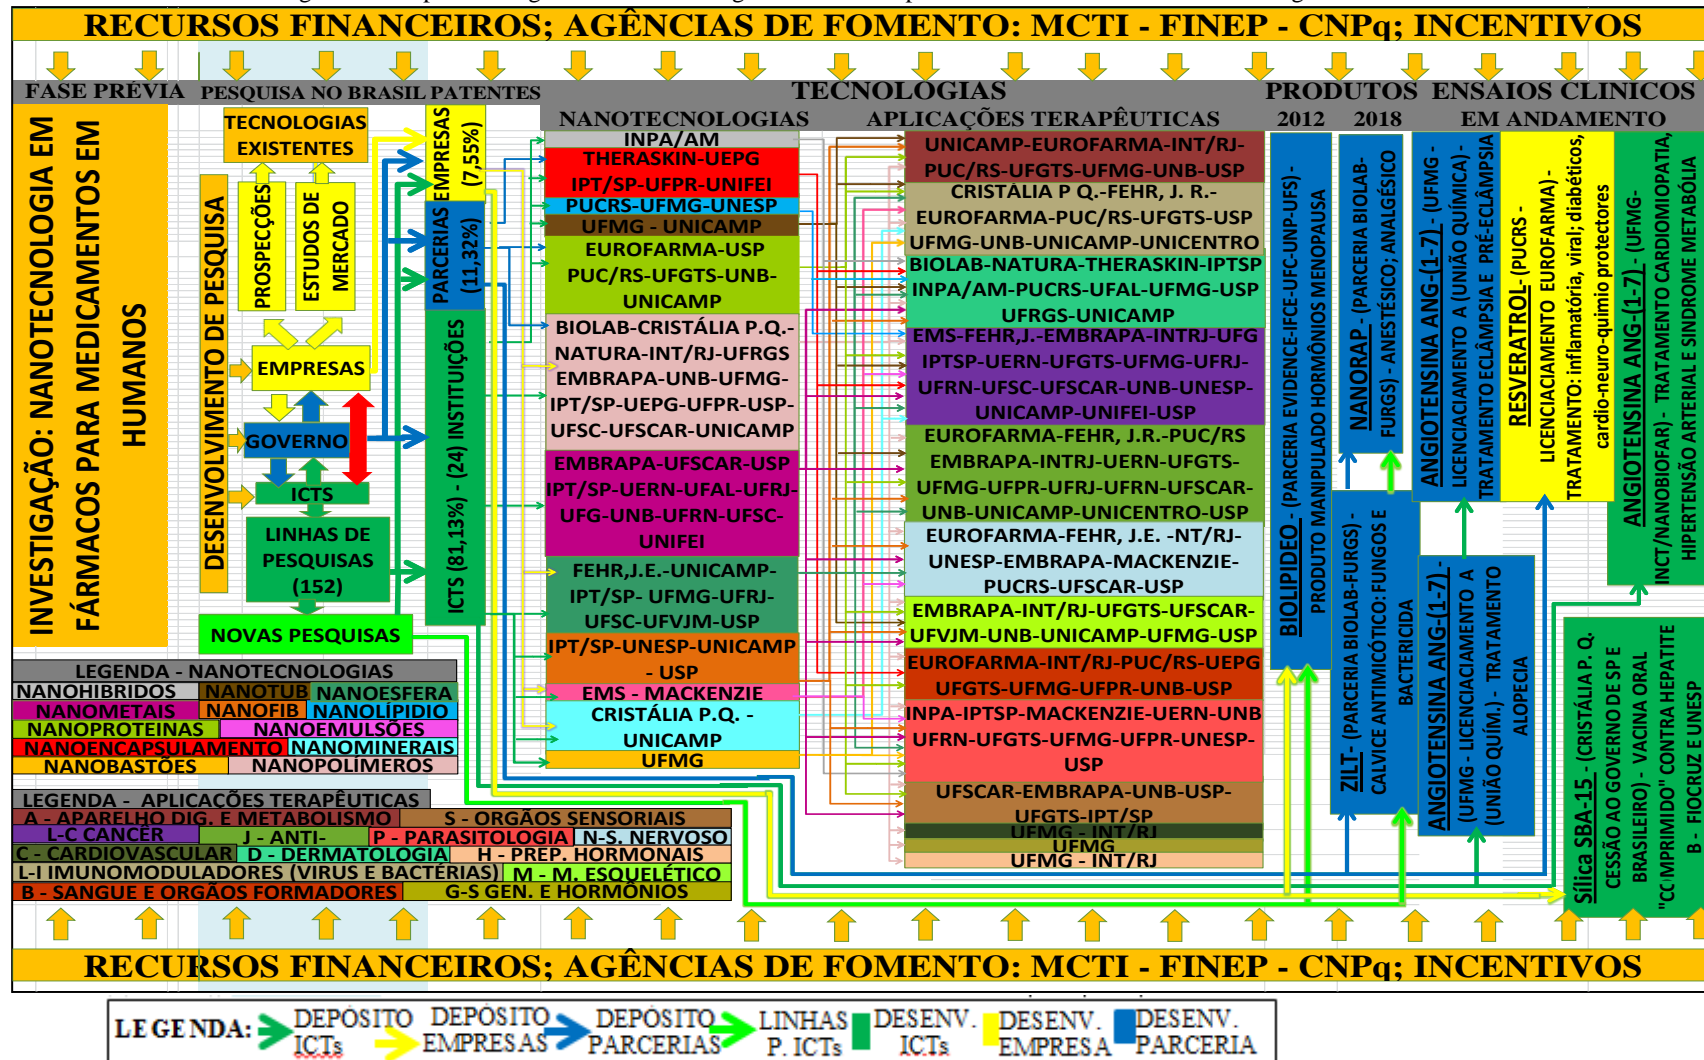 RECURSOS FINANCEIROS; AGÊNCIAS DE FOMENTO: MCTI - FINEP - CNPq; INCENTIVOS
FASE PRÉVIA
PESQUISA NO BRASIL
PATENTES
TECNOLOGIAS
PRODUTOS
ENSAIOS CLINICOS
EM ANDAMENTO
NANOTECNOLOGIAS
APLICAÇÕES TERAPÊUTICAS
2012
2018
INVESTIGAÇÃO: NANOTECNOLOGIA EM
FÁRMACOS PARA MEDICAMENTOS EM
HUMANOS
DESENVOLVIMENTO DE PESQUISA
TECNOLOGIAS
EXISTENTES
PROSPECÇÕES
ESTUDOS DE
MERCADO
EMPRESAS
GOVERNO
ICTS
LINHAS DE
PESQUISAS
(152)
NOVAS PESQUISAS
EMPRESAS
(7,55%)
PARCERIAS
(11,32%)
ICTS (81,13%) - (24) INSTITUIÇÕES
INPA/AM
THERASKIN-UEPG
IPT/SP-UFPR-UNIFEI
PUCRS-UFMG-UNESP
UFMG - UNICAMP
EUROFARMA-USP
PUC/RS-UFGTS-UNB-
UNICAMP
BIOLAB-CRISTÁLIA P.Q.-
NATURA-INT/RJ-UFRGS
EMBRAPA-UNB-UFMG-
IPT/SP-UEPG-UFPR-USP-
UFSC-UFSCAR-UNICAMP
EMBRAPA-UFSCAR-USP
IPT/SP-UERN-UFAL-UFRJ-
UFG-UNB-UFRN-UFSC-
UNIFEI
FEHR,J.E.-UNICAMP-
IPT/SP- UFMG-UFRJ-
UFSC-UFVJM-USP
IPT/SP-UNESP-UNICAMP
- USP
EMS - MACKENZIE
CRISTÁLIA P.Q. -
UNICAMP
UFMG
UNICAMP-EUROFARMA-INT/RJ-
PUC/RS-UFGTS-UFMG-UNB-USP
CRISTÁLIA P Q.-FEHR, J. R.-
EUROFARMA-PUC/RS-UFGTS-USP
UFMG-UNB-UNICAMP-UNICENTRO
BIOLAB-NATURA-THERASKIN-IPTSP
INPA/AM-PUCRS-UFAL-UFMG-USP
UFRGS-UNICAMP
EMS-FEHR,J.-EMBRAPA-INTRJ-UFG
IPTSP-UERN-UFGTS-UFMG-UFRJ-
UFRN-UFSC-UFSCAR-UNB-UNESP-
UNICAMP-UNIFEI-USP
EUROFARMA-FEHR, J.R.-PUC/RS
EMBRAPA-INTRJ-UERN-UFGTS-
UFMG-UFPR-UFRJ-UFRN-UFSCAR-
UNB-UNICAMP-UNICENTRO-USP
EUROFARMA-FEHR, J.E. -NT/RJ-
UNESP-EMBRAPA-MACKENZIE-
PUCRS-UFSCAR-USP
EMBRAPA-INT/RJ-UFGTS-UFSCAR-
UFVJM-UNB-UNICAMP-UFMG-USP
EUROFARMA-INT/RJ-PUC/RS-UEPG
UFGTS-UFMG-UFPR-UNB-USP
INPA-IPTSP-MACKENZIE-UERN-UNB
UFRN-UFGTS-UFMG-UFPR-UNESP-
USP
UFSCAR-EMBRAPA-UNB-USP-
UFGTS-IPT/SP
UFMG - INT/RJ
UFMG
UFMG - INT/RJ
BIOLIPIDEO - (PARCERIA EVIDENCE-IFCE-UFC-UNP-UFS) -
PRODUTO MANIPULADO HORMÔNIOS MENOPAUSA
NANORAP - (PARCERIA BIOLAB-
FURGS) - ANESTÉSICO; ANALGÉSICO
ZILT - (PARCERIA BIOLAB-FURGS) -
CALVICE ANTIMICÓTICO: FUNGOS E
BACTERICIDA
ANGIOTENSINA ANG-(1-7) - (UFMG -
LICENCIACIAMENTO A (UNIÃO QUÍMICA) -
TRATAMENTO ECLÂMPSIA E PRÉ-ECLÂMPSIA
ANGIOTENSINA ANG-(1-7) -
(UFMG - LICENCIACIAMENTO A
(UNIÃO QUÍM.) - TRATAMENTO
ALOPECIA
RESVERATROL - (PUCRS -
LICENCIACIAMENTO EUROFARMA) -
TRATAMENTO: inflamatória, viral; diabéticos,
cardio-neuro-quimio protectores
ANGIOTENSINA ANG-(1-7) - (UFMG-
INCT/NANOBIOFAR) - TRATAMENTO CARDIOMIOPATIA,
HIPERTENSÃO ARTERIAL E SINDROME METABÓLIA
Sílica SBA-15 - (CRISTÁLIA P. Q.
CESSÃO AO GOVERNO DE SP E
BRASILEIRO) - VACINA ORAL
"COMPRIMIDO" CONTRA HEPATITE
B - FIOCRUZ E UNESP
LEGENDA - NANOTECNOLOGIAS
NANOHIBRIDOS
NANOTUB
NANOESFERA
NANOMETAIS
NANOFIB
NANOLÍPIDIO
NANOPROTEINAS
NANOEMULSÕES
NANOENCAPSULAMENTO
NANOMINERAIS
NANOBASTÕES
NANOPOLÍMEROS
LEGENDA - APLICAÇÕES TERAPÊUTICAS
A - APARELHO DIG. E METABOLISMO
S - ORGÃOS SENSORIAIS
L-C CANCÊR
J - ANTI-
P - PARASITOLOGIA
N-S. NERVOSO
C - CARDIOVASCULAR
D - DERMATOLOGIA
H - PREP. HORMONAIS
L-I IMUNOMODULADORES (VIRUS E BACTÉRIAS)
M - M. ESQUELÉTICO
B - SANGUE E ORGÃOS FORMADORES
G-S GEN. E HORMÔNIOS
RECURSOS FINANCEIROS; AGÊNCIAS DE FOMENTO: MCTI - FINEP - CNPq; INCENTIVOS
LEGENDA:
DEPÓSITO
ICTs
DEPÓSITO
EMPRESAS
DEPÓSITO
PARCERIAS
LINHAS
P. ICTs
DESENV.
ICTs
DESENV.
EMPRESA
DESENV.
PARCERIA